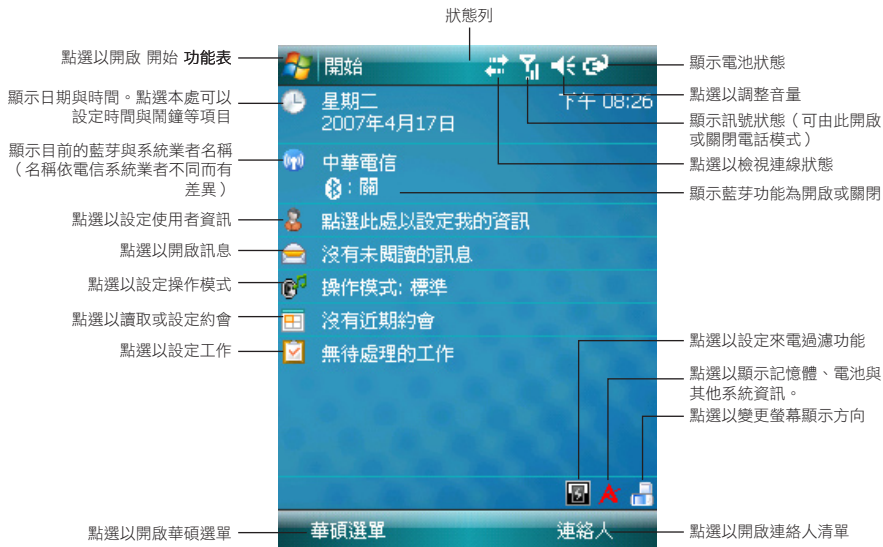 狀態列
點選以開啟 開始 功能表
顯示日期與時間。點選本處可以
設定時間與鬧鐘等項目
顯示目前的藍芽與系統業者名稱
（名稱依電信系統業者不同而有
差異）
點選以設定使用者資訊
點選以開啟訊息
點選以設定操作模式
點選以讀取或設定約會
點選以設定工作
點選以開啟華碩選單
開始
星期二
下午 08:26
2007年4月17日
中華電信
：關
點選此處以設定我的資訊
沒有未閱讀的訊息
操作模式: 標準
沒有近期約會
無待處理的工作
華碩選單
連絡人
顯示電池狀態
點選以調整音量
顯示訊號狀態（可由此開啟
或關閉電話模式）
點選以檢視連線狀態
顯示藍芽功能為開啟或關閉
點選以設定來電過濾功能
點選以顯示記憶體、電池與
其他系統資訊。
點選以變更螢幕顯示方向
點選以開啟連絡人清單